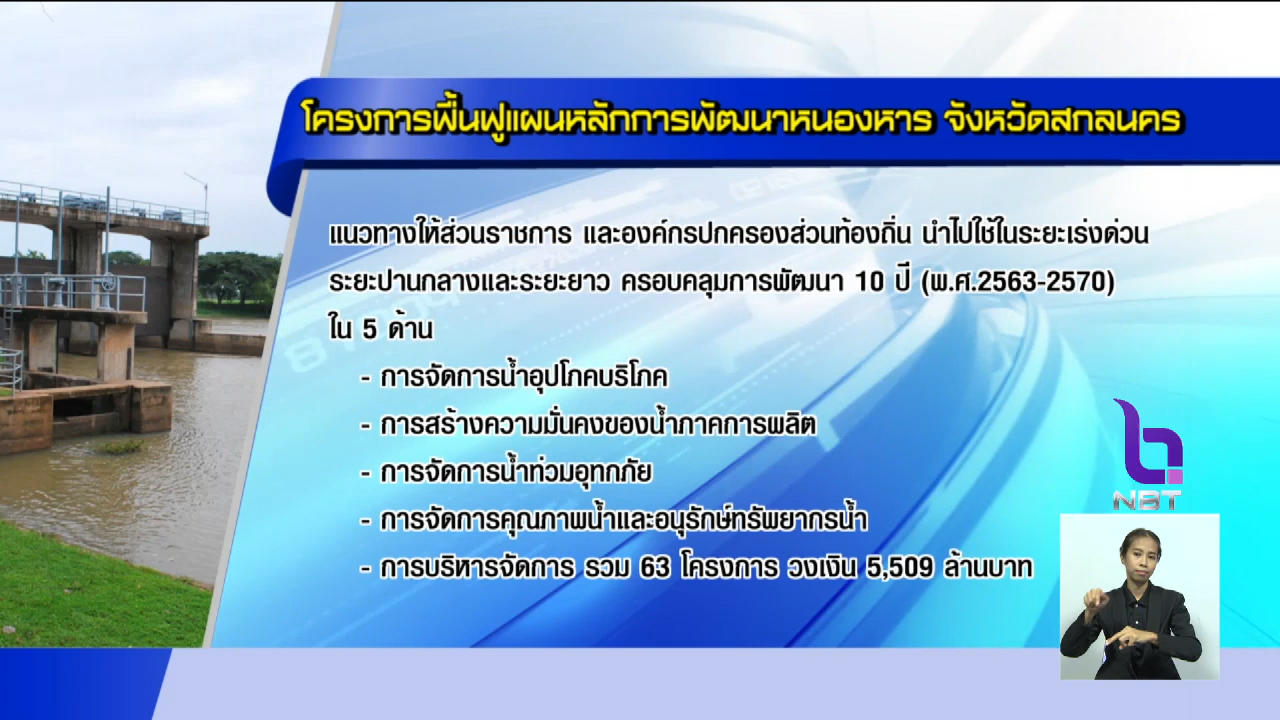 โครงการฟื้นฟูแผนหลักการพัฒนาหนองหาร จังหวัดสกลนคร
แนวทางให้ส่วนราชการ และองค์กรปกครองส่วนท้องถิ่น นำไปใช้ในระยะเร่งด่วน
ระยะปานกลางและระยะยาว ครอบคลุมการพัฒนา 10 ปี (พ.ศ.2563-2570)
ใน 5 ด้าน
- การจัดการน้ำอุปโภคบริโภค
- การสร้างความมั่นคงของน้ำภาคการผลิต
- การจัดการน้ำท่วมอุทกภัย
- การจัดการคุณภาพน้ำและอนุรักษ์ทรัพยากรน้ำ
- การบริหารจัดการ รวม 63 โครงการ วงเงิน 5,509 ล้านบาท
NBT